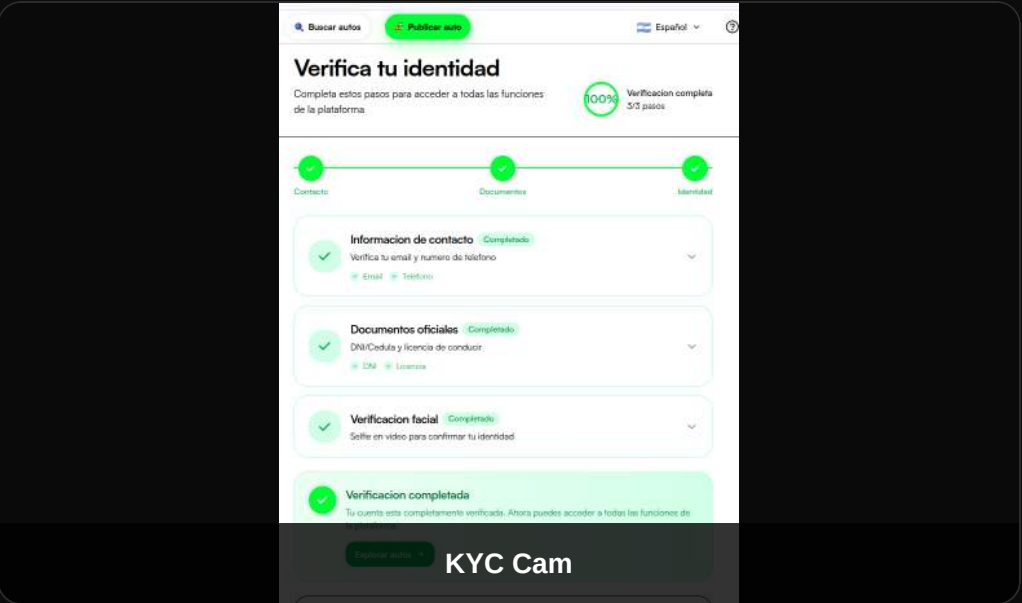 Buscar autos
Publicar auto
Español
Verifica tu identidad
Completa estos pasos para acceder a todas las funciones
de la plataforma
100%
Verificacion completa
3/3 pasos
Contacto
Documentos
Identidad
Informacion de contacto
Completado
Verifica tu email y numero de telefono
Email
Telefono
Documentos oficiales
Completado
DNI/Cedula y licencia de conducir
DNI
Licencia
Verificacion facial
Completado
Selfie en video para confirmar tu identidad
Verificacion completada
Tu cuenta esta completamente verificada. Ahora puedes acceder a todas las funciones de
la plataforma.
Explorar autos →
KYC Cam